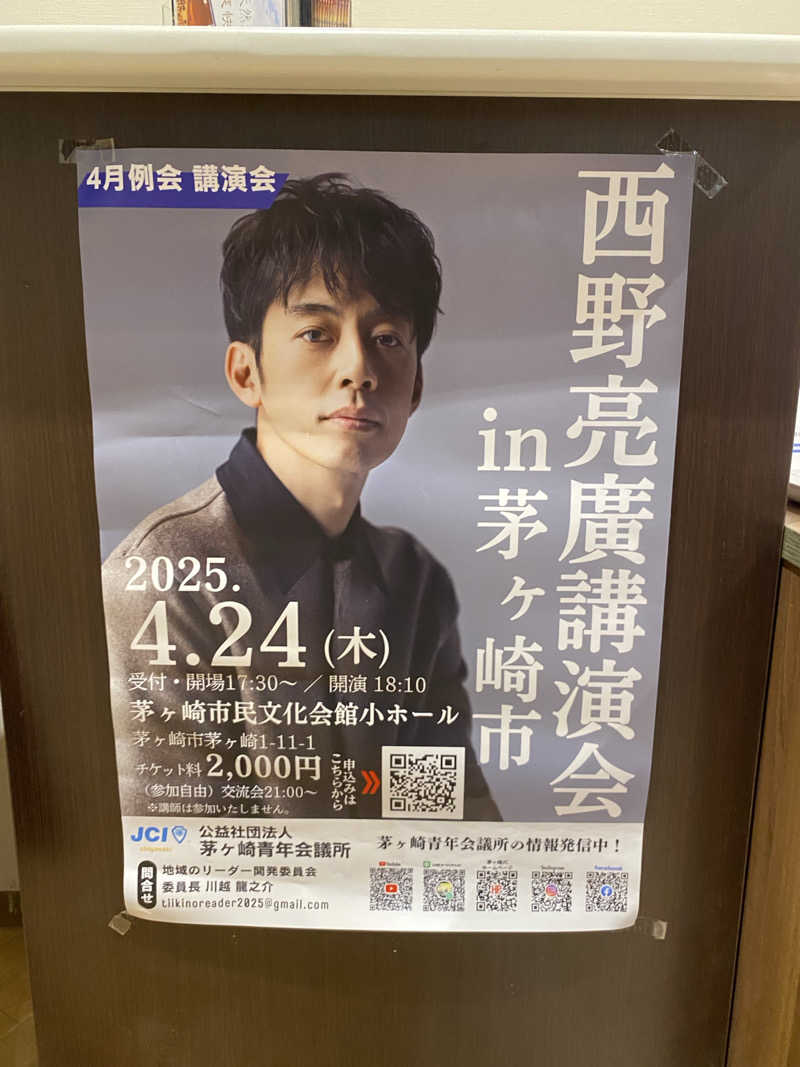 4月例会 講演会
西野亮廣講演会
in茅ヶ崎市
2025.
4.24 (木)
受付・開場17:30～ ／ 開演 18:10
茅ヶ崎市民文化会館小ホール
茅ヶ崎市茅ヶ崎1-11-1
チケット料 2,000円
（参加自由）交流会21:00～
※講師は参加いたしません。
申込みは
こちらから
JCI
公益社団法人
茅ヶ崎青年会議所
茅ヶ崎青年会議所の情報発信中！
問合せ
地域のリーダー開発委員会
委員長 川越 龍之介
tiikinoreader2025@gmail.com
YouTube
Instagram
facebook